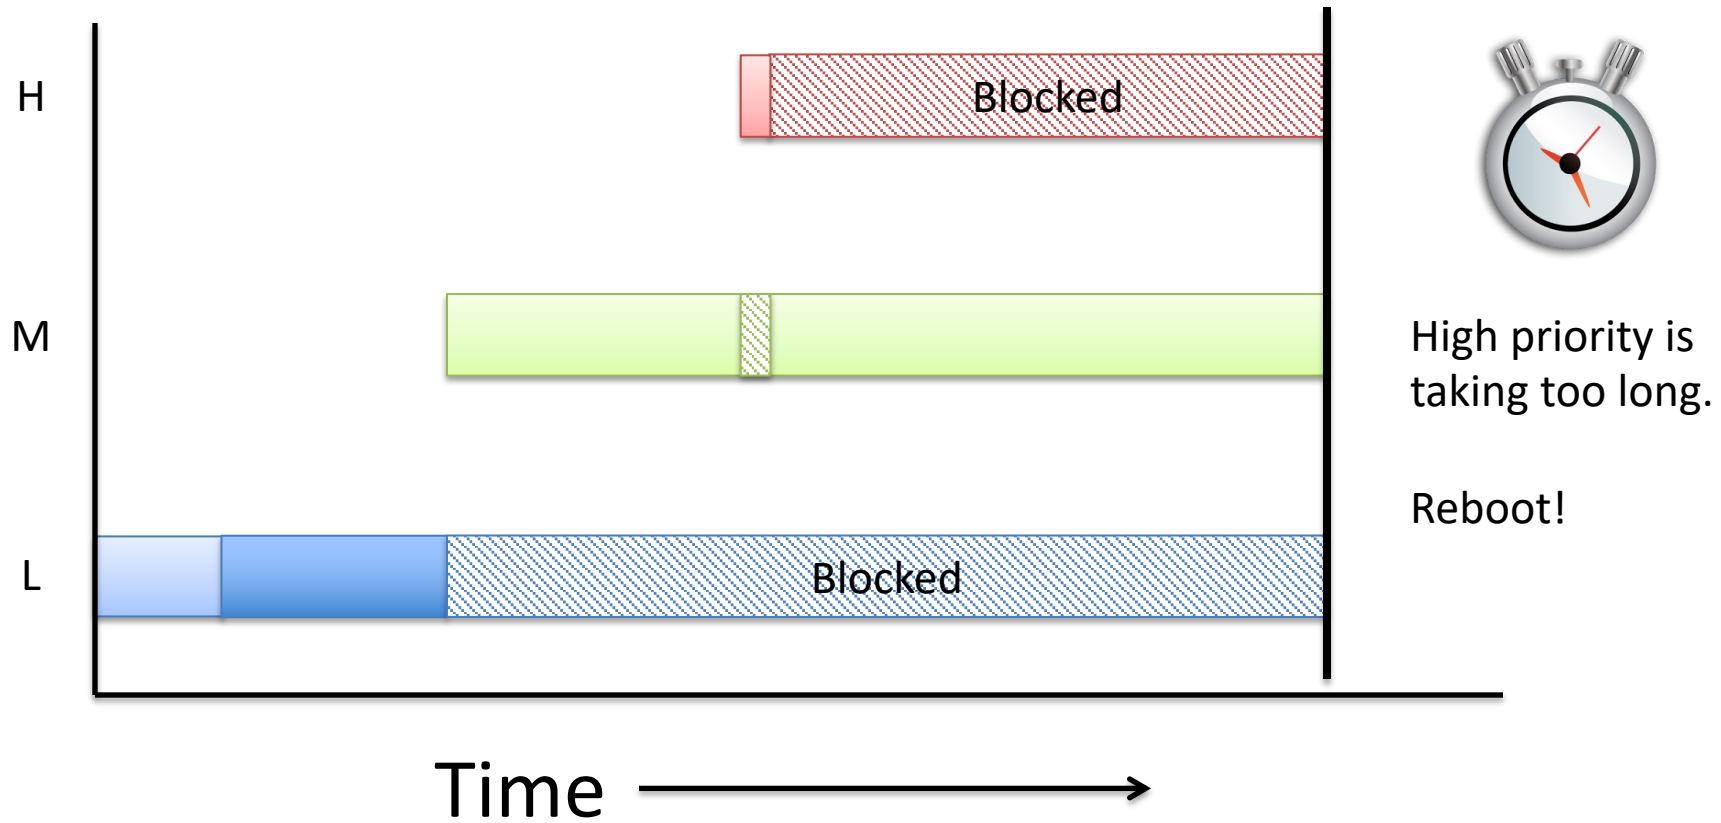 H
Blocked
M
High priority is
taking too long.
Reboot!
L
Blocked
Time